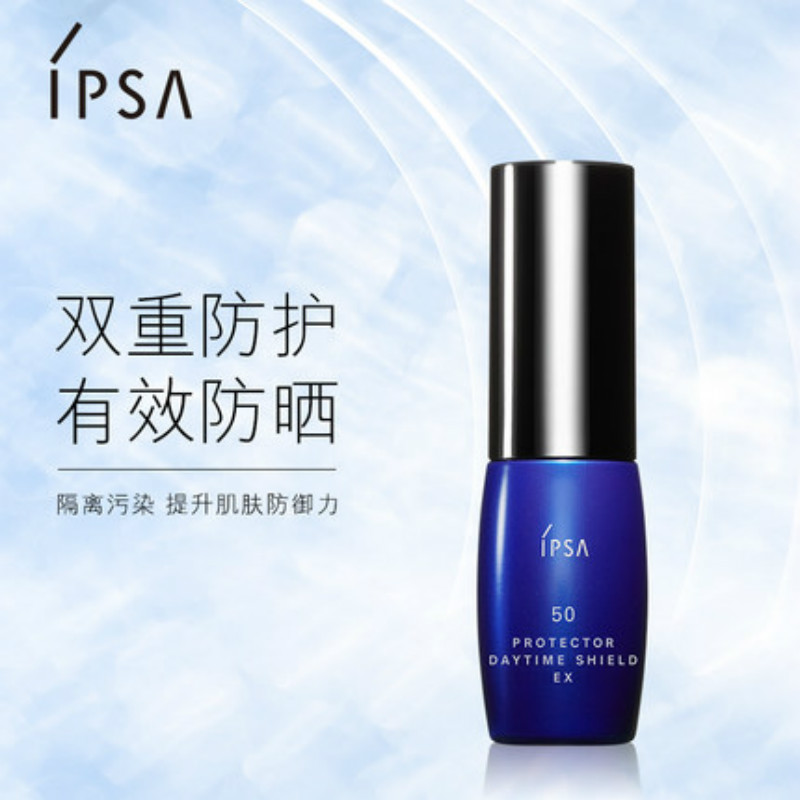 IPSA
双重防护
有效防晒
隔离污染 提升肌肤防御力
IPSA
50
PROTECTOR
DAYTIME SHIELD
EX